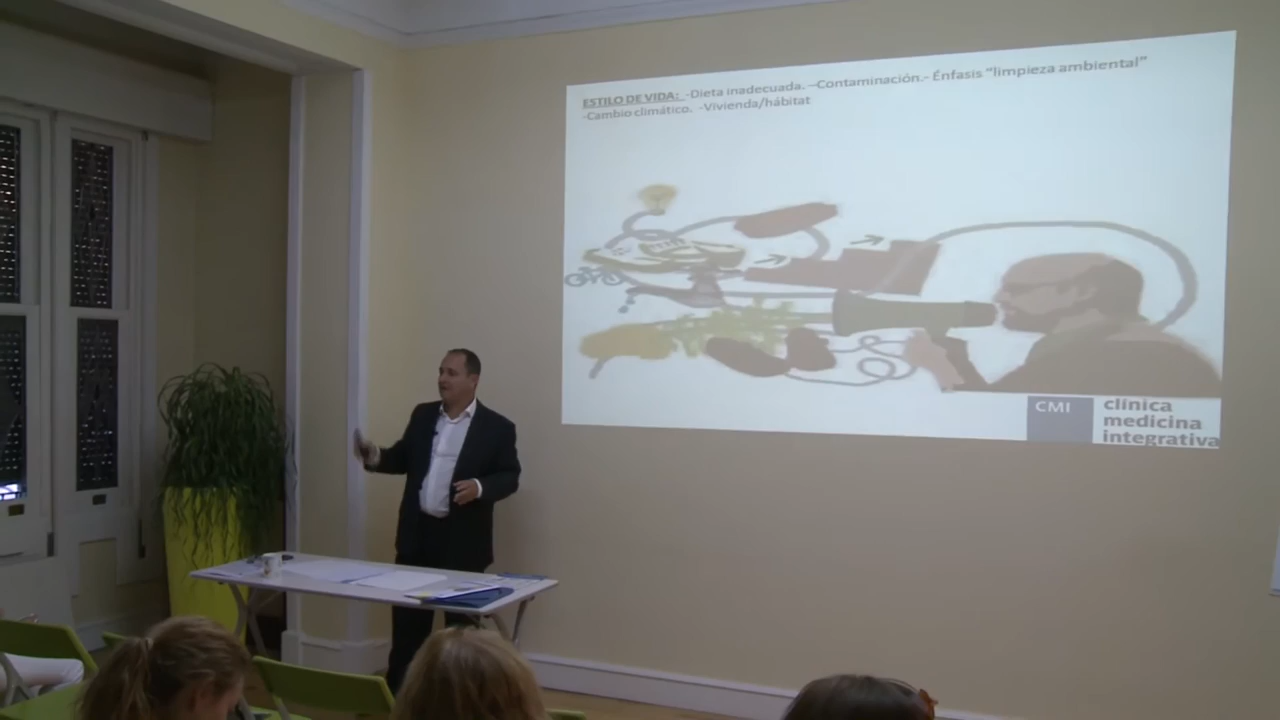 ESTILO DE VIDA: -Dieta inadecuada. –Contaminación.- Énfasis “limpieza ambiental”
-Cambio climático. -Vivienda/hábitat
CMI
clínica
medicina
integrativa